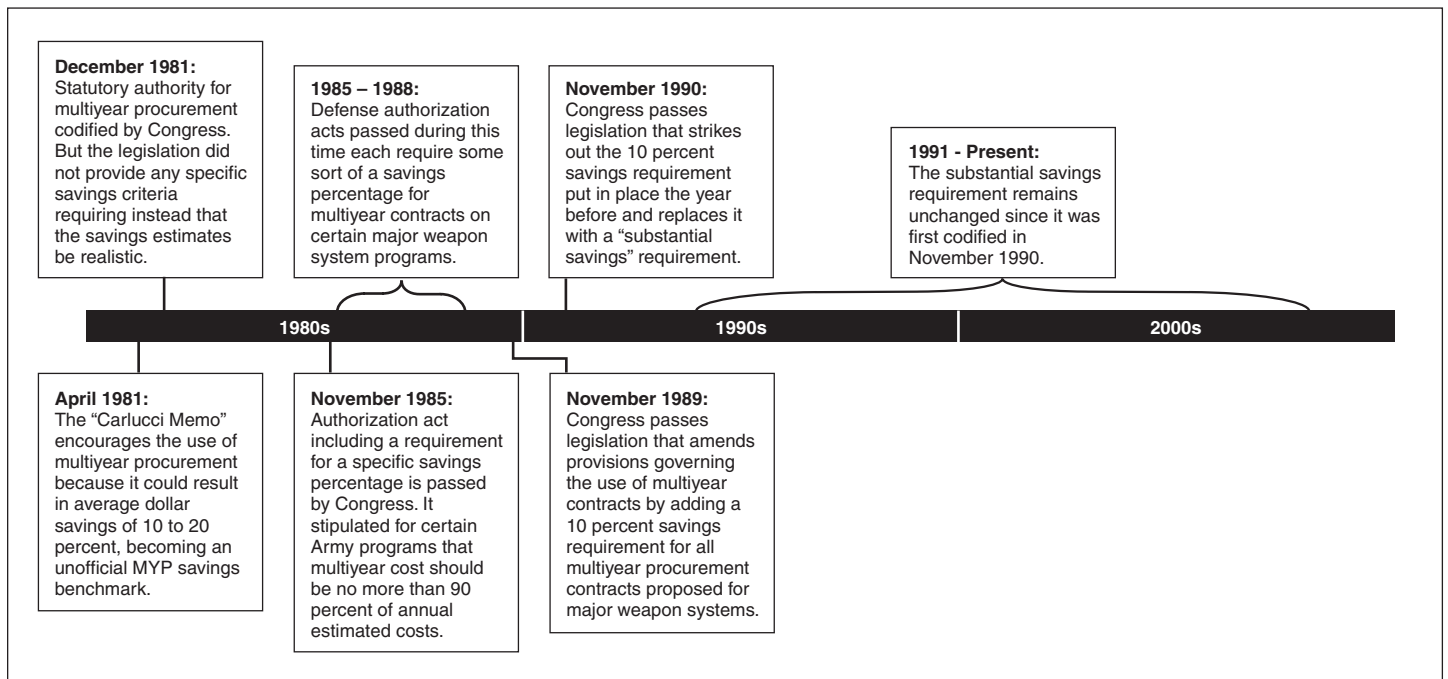 December 1981:
Statutory authority for
multiyear procurement
codified by Congress.
But the legislation did
not provide any specific
savings criteria
requiring instead that
the savings estimates
be realistic.
1985 – 1988:
Defense authorization
acts passed during this
time each require some
sort of a savings
percentage for
multiyear contracts on
certain major weapon
system programs.
November 1990:
Congress passes
legislation that strikes
out the 10 percent
savings requirement
put in place the year
before and replaces it
with a “substantial
savings” requirement.
1991 - Present:
The substantial savings
requirement remains
unchanged since it was
first codified in
November 1990.
1980s
1990s
2000s
April 1981:
The “Carlucci Memo”
encourages the use of
multiyear procurement
because it could result
in average dollar
savings of 10 to 20
percent, becoming an
unofficial MYP savings
benchmark.
November 1985:
Authorization act
including a requirement
for a specific savings
percentage is passed
by Congress. It
stipulated for certain
Army programs that
multiyear cost should
be no more than 90
percent of annual
estimated costs.
November 1989:
Congress passes
legislation that amends
provisions governing
the use of multiyear
contracts by adding a
10 percent savings
requirement for all
multiyear procurement
contracts proposed for
major weapon systems.